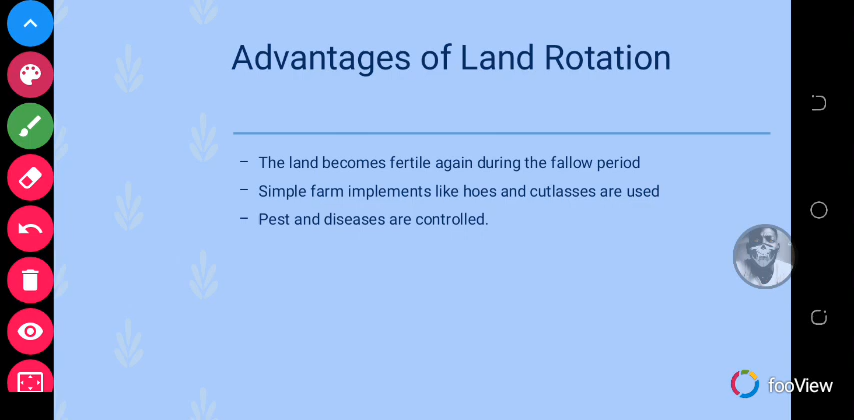 Advantages of Land Rotation
– The land becomes fertile again during the fallow period
– Simple farm implements like hoes and cutlasses are used
– Pest and diseases are controlled.
fooView